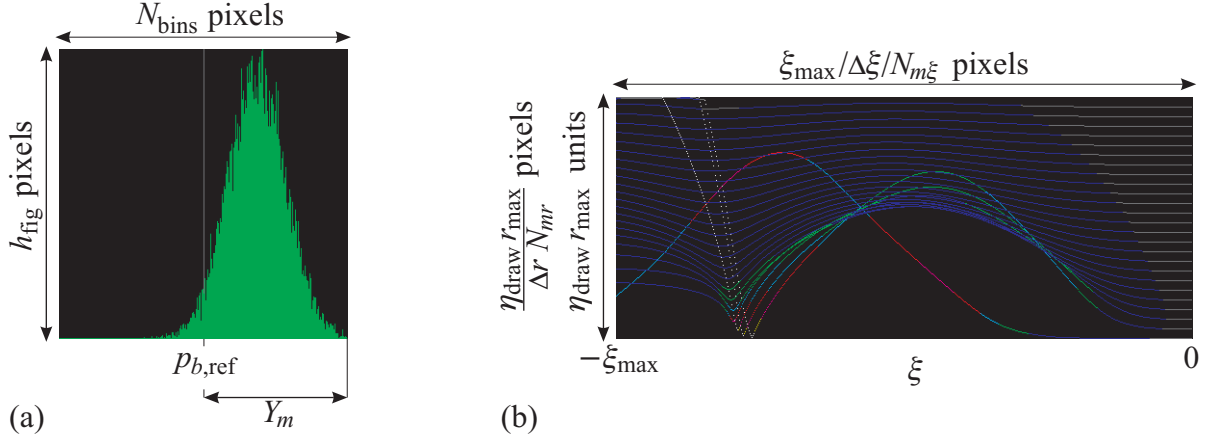 N_bins pixels
h_fig pixels
p_b,ref
Y_m
(a)
ξ_max/Δξ/N_mξ pixels
η_draw r_max
Δr N_mr
pixels
η_draw r_max units
−ξ_max
ξ
0
(b)